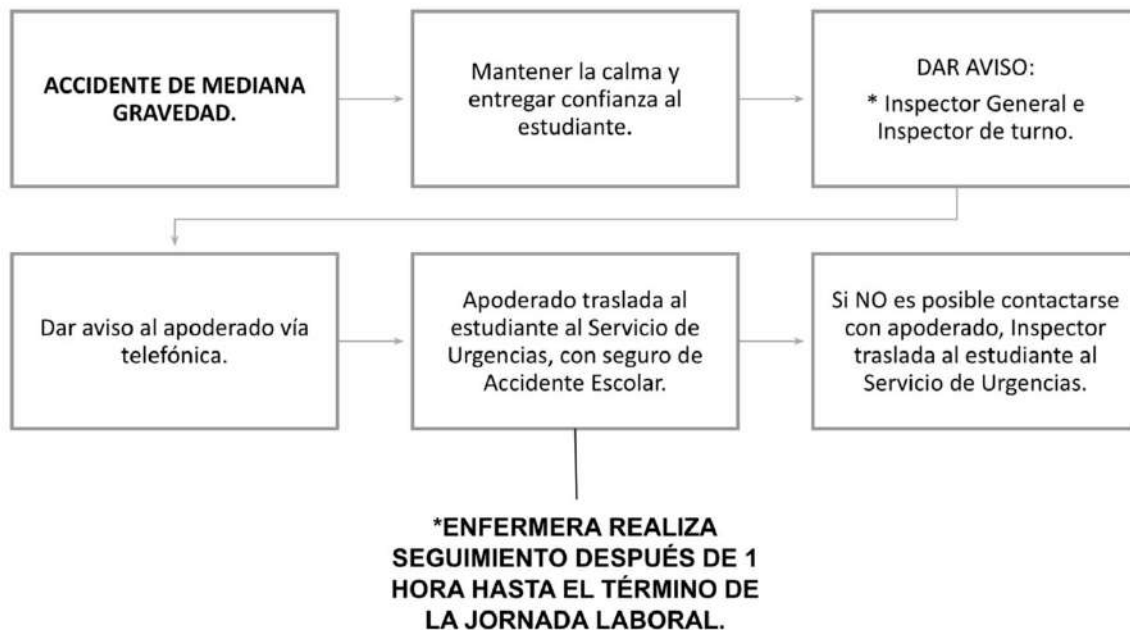 ACCIDENTE DE MEDIANA
GRAVEDAD.
Mantener la calma y
entregar confianza al
estudiante.
DAR AVISO:
* Inspector General e
Inspector de turno.
Dar aviso al apoderado vía
telefónica.
Apoderado traslada al
estudiante al Servicio de
Urgencias, con seguro de
Accidente Escolar.
Si NO es posible contactarse
con apoderado, Inspector
traslada al estudiante al
Servicio de Urgencias.
*ENFERMERA REALIZA
SEGUIMIENTO DESPUÉS DE 1
HORA HASTA EL TÉRMINO DE
LA JORNADA LABORAL.